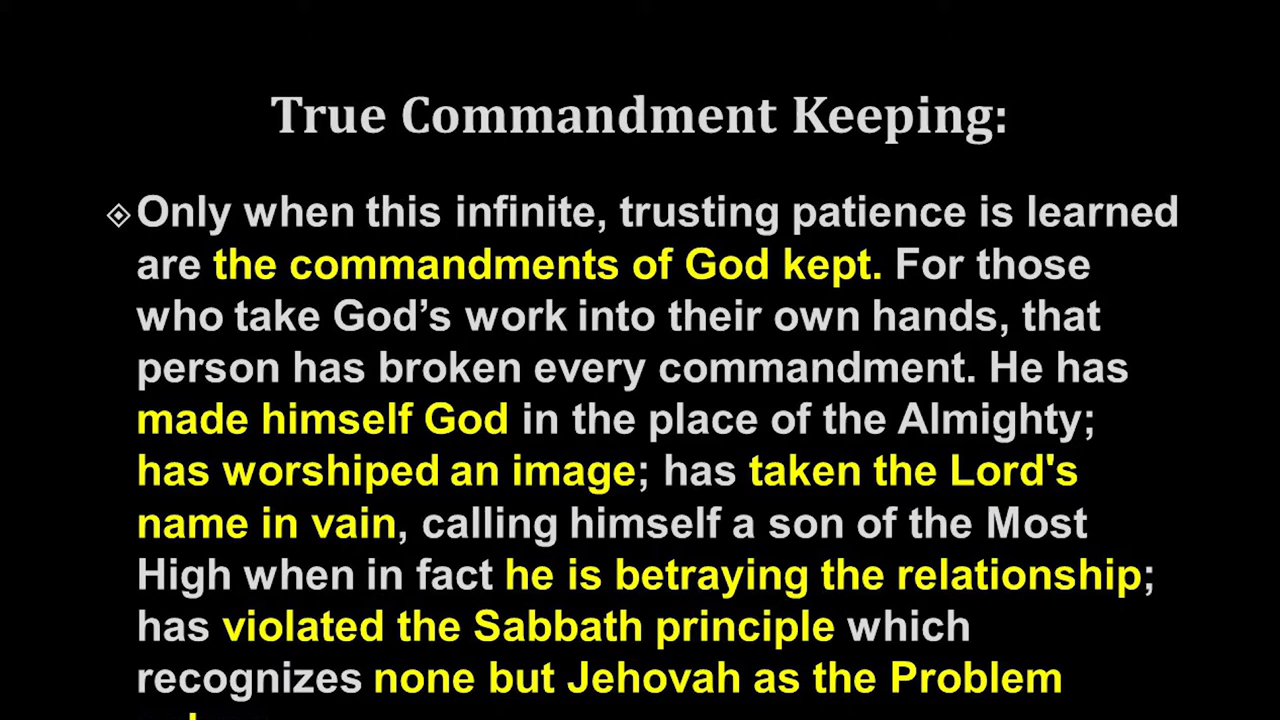 True Commandment Keeping:
Only when this infinite, trusting patience is learned
are the commandments of God kept. For those
who take God’s work into their own hands, that
person has broken every commandment. He has
made himself God in the place of the Almighty;
has worshiped an image; has taken the Lord's
name in vain, calling himself a son of the Most
High when in fact he is betraying the relationship;
has violated the Sabbath principle which
recognizes none but Jehovah as the Problem